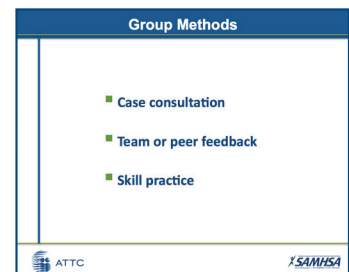 Group Methods
Case consultation
Team or peer feedback
Skill practice
ATTC
SAMHSA